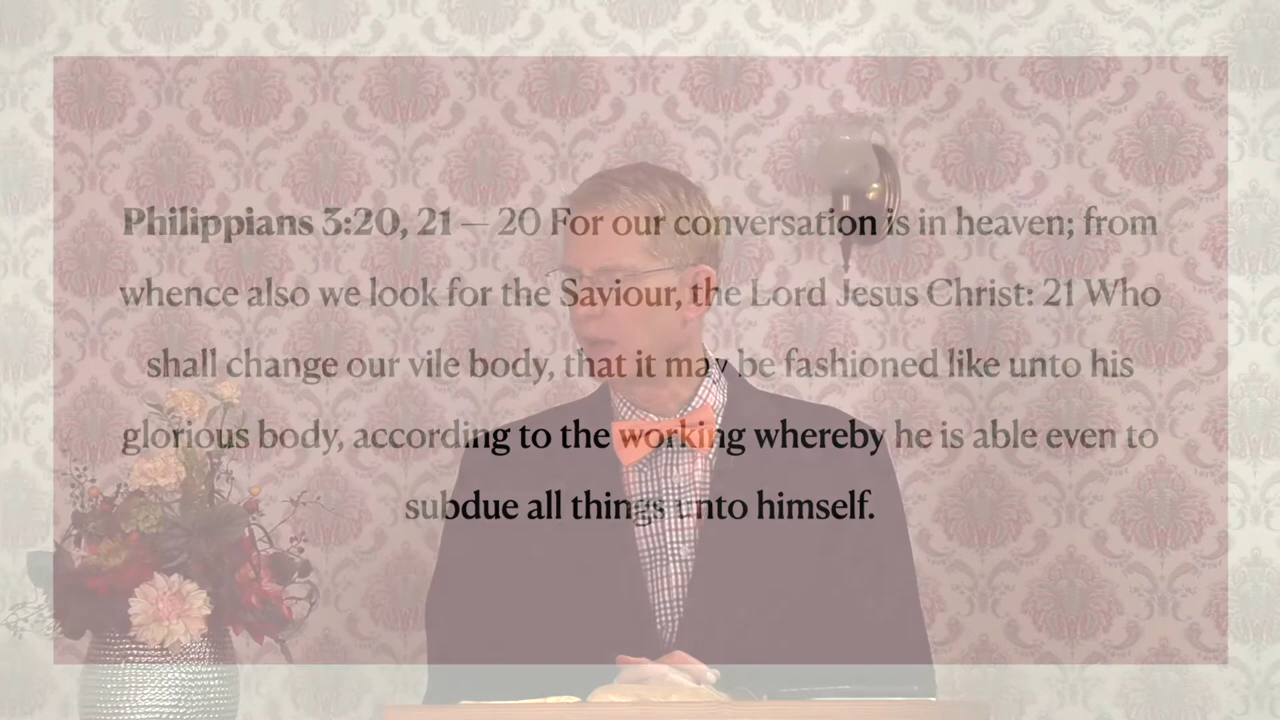 Philippians 3:20, 21 — 20 For our conversation is in heaven; from
whence also we look for the Saviour, the Lord Jesus Christ: 21 Who
shall change our vile body, that it may be fashioned like unto his
glorious body, according to the working whereby he is able even to
subdue all things unto himself.